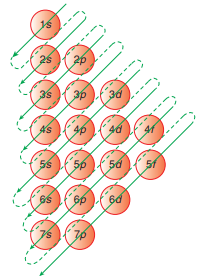 1s
2s 2p
3s 3p 3d
4s 4p 4d 4f
5s 5p 5d 5f
6s 6p 6d
7s 7p